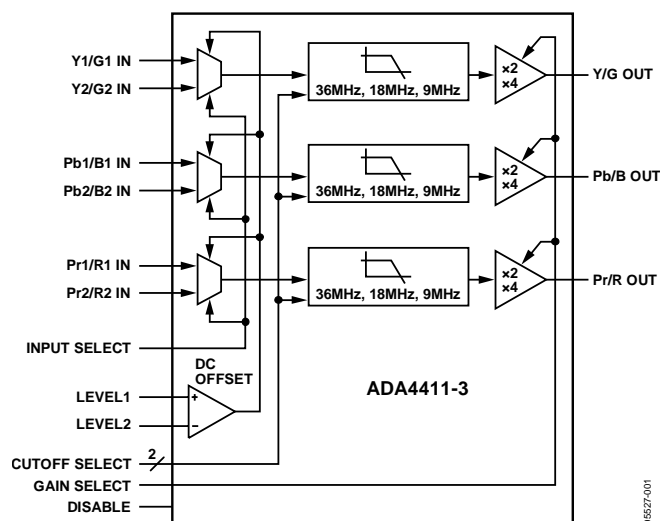 Y1/G1 IN
Y2/G2 IN
36MHz, 18MHz, 9MHz
×2
×4
Y/G OUT
Pb1/B1 IN
Pb2/B2 IN
36MHz, 18MHz, 9MHz
×2
×4
Pb/B OUT
Pr1/R1 IN
Pr2/R2 IN
36MHz, 18MHz, 9MHz
×2
×4
Pr/R OUT
INPUT SELECT
DC
OFFSET
LEVEL1
+
LEVEL2
−
ADA4411-3
CUTOFF SELECT
2
GAIN SELECT
DISABLE
05527-001